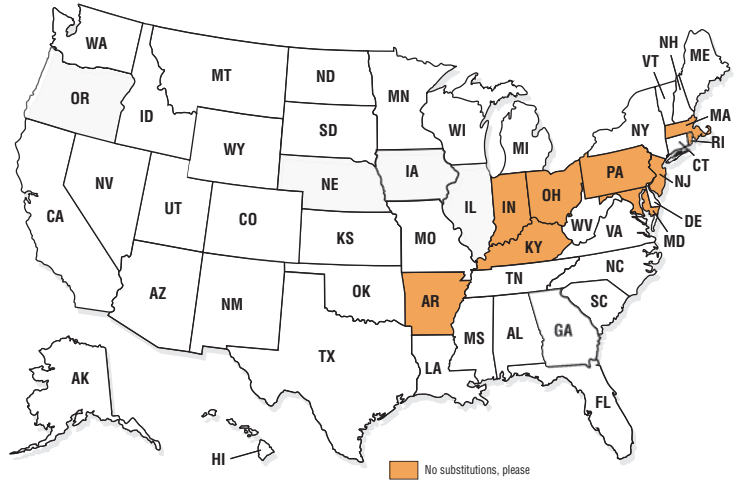 WA
MT
ND
MN
OR
ID
WY
SD
WI
MI
NY
VT
NH
ME
MA
RI
CT
NJ
PA
DE
MD
NV
UT
CO
NE
IA
IL
IN
OH
WV
VA
CA
KS
MO
KY
NC
TN
SC
AZ
NM
OK
AR
MS
AL
GA
TX
LA
FL
AK
HI
No substitutions, please